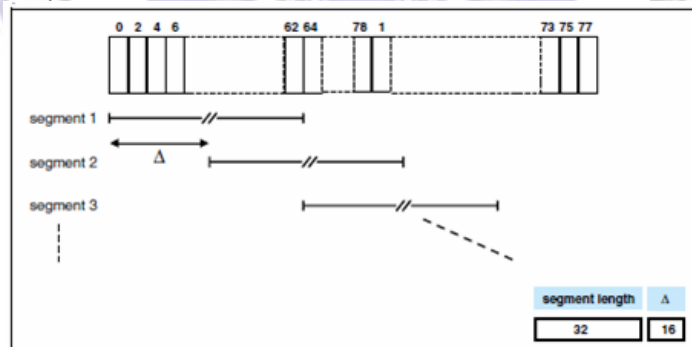 0 2 4 6 62 64 78 1 73 75 77
segment 1
Δ
segment 2
segment 3
segment length Δ
32 16